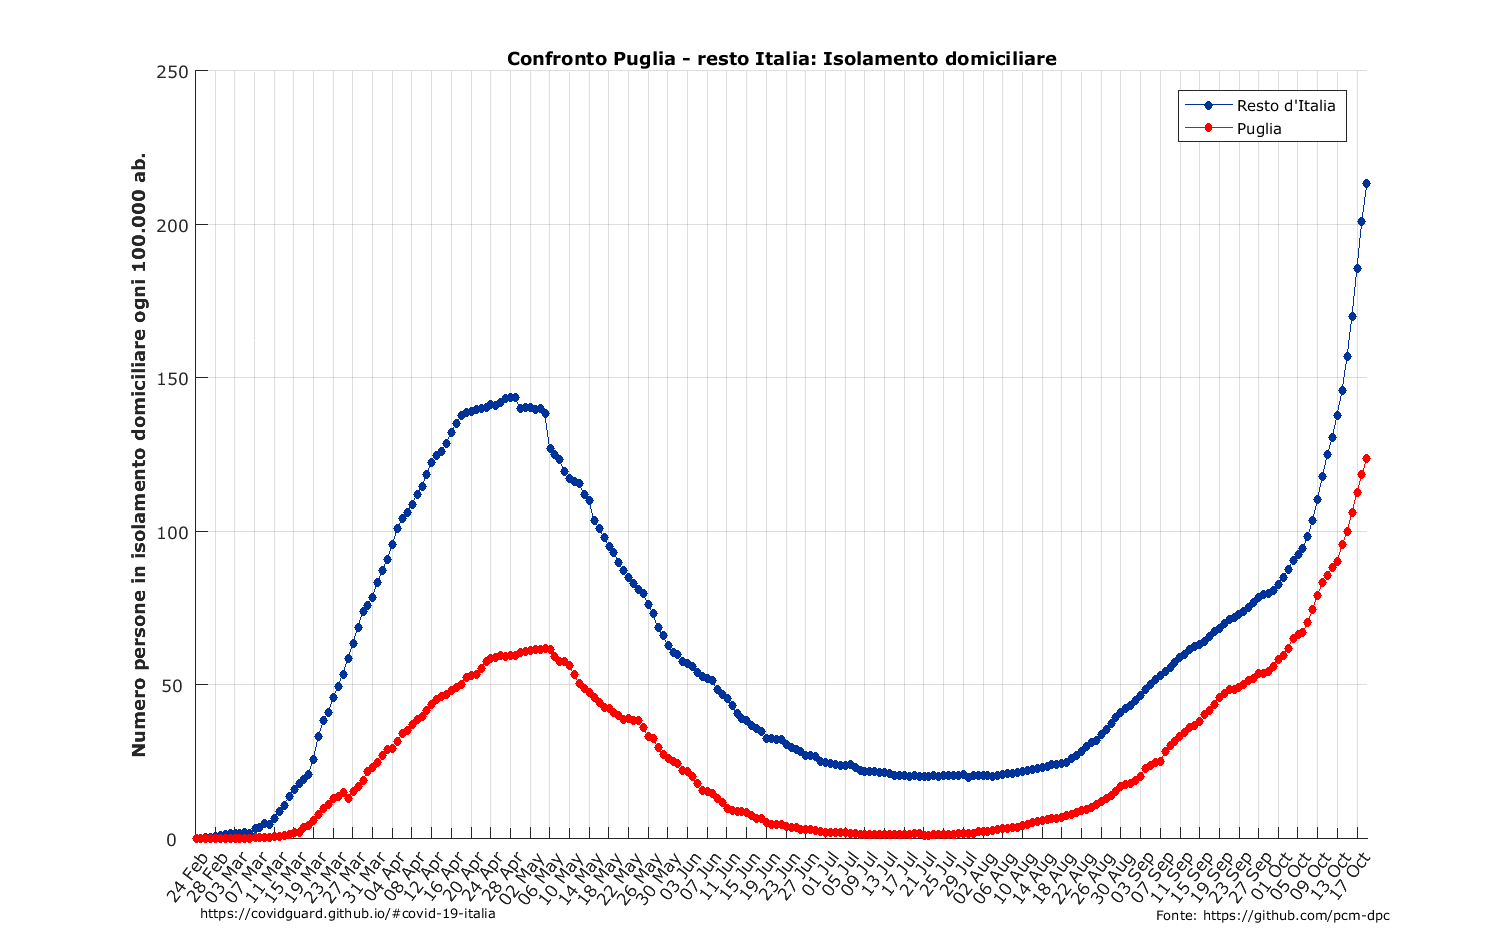 Confronto Puglia - resto Italia: Isolamento domiciliare
Numero persone in isolamento domiciliare ogni 100.000 ab.
250
200
150
100
50
0
Resto d'Italia
Puglia
24 Feb
28 Feb
03 Mar
07 Mar
11 Mar
15 Mar
19 Mar
23 Mar
27 Mar
31 Mar
04 Apr
08 Apr
12 Apr
16 Apr
20 Apr
24 Apr
28 Apr
02 May
06 May
10 May
14 May
18 May
22 May
26 May
30 May
03 Jun
07 Jun
11 Jun
15 Jun
19 Jun
23 Jun
27 Jun
01 Jul
05 Jul
09 Jul
13 Jul
17 Jul
21 Jul
25 Jul
29 Jul
02 Aug
06 Aug
10 Aug
14 Aug
18 Aug
22 Aug
26 Aug
30 Aug
03 Sep
07 Sep
11 Sep
15 Sep
19 Sep
23 Sep
27 Sep
01 Oct
05 Oct
09 Oct
13 Oct
17 Oct
https://covidguard.github.io/#covid-19-italia
Fonte: https://github.com/pcm-dpc